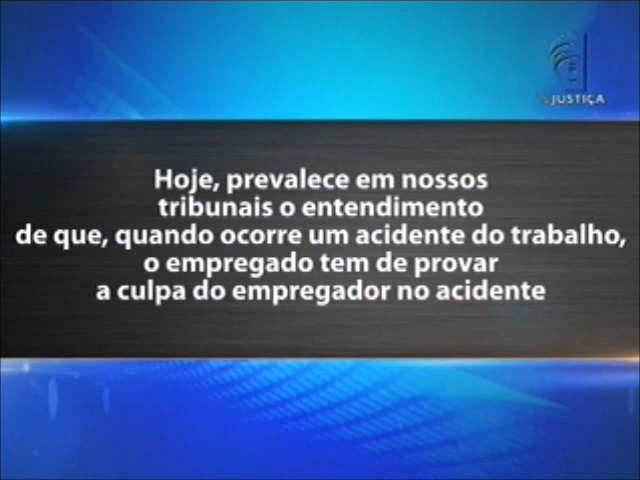 JUSTIÇA
Hoje, prevalece em nossos
tribunais o entendimento
de que, quando ocorre um acidente do trabalho,
o empregado tem de provar
a culpa do empregador no acidente